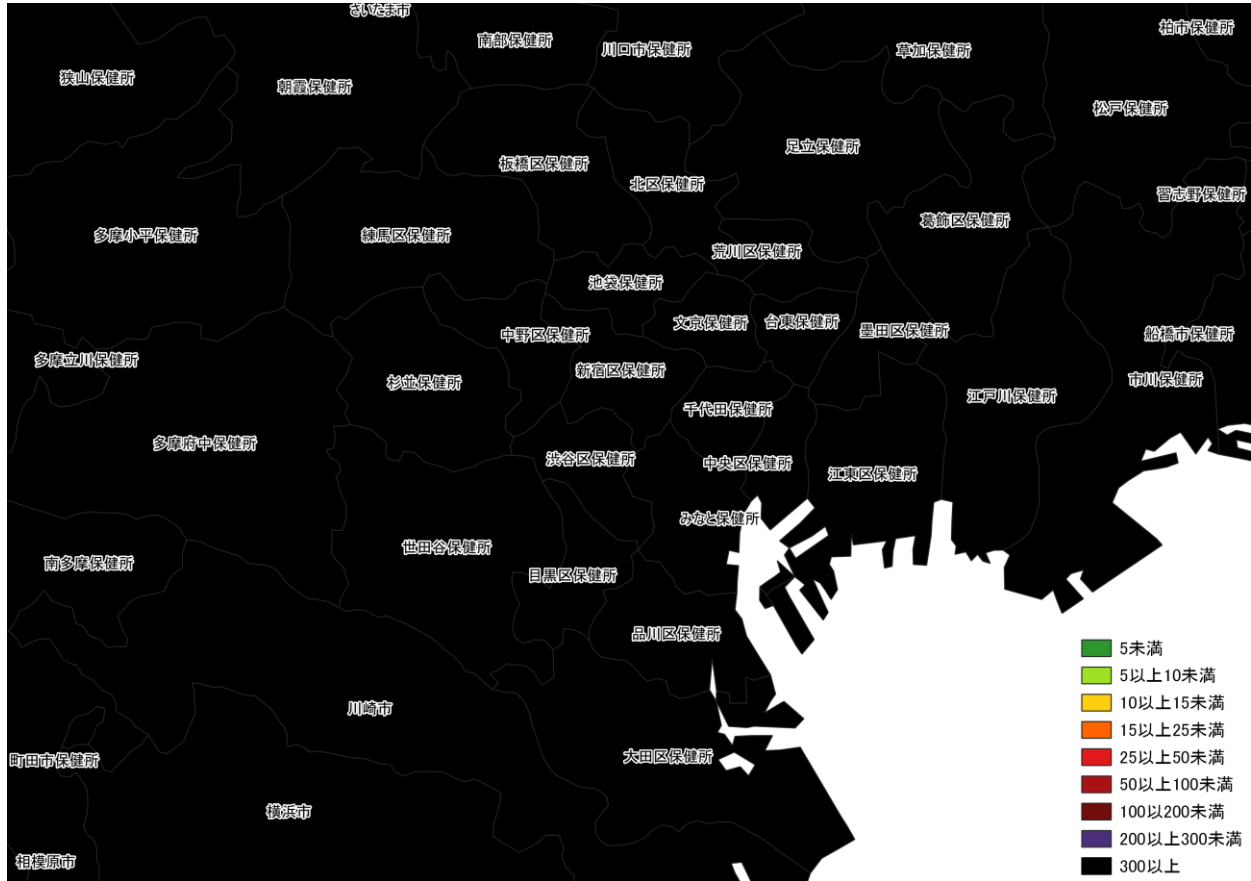 さいたま市
柏市保健所
南部保健所
川口市保健所
草加保健所
狭山保健所
朝霞保健所
松戸保健所
足立保健所
板橋区保健所
北区保健所
習志野保健所
葛飾区保健所
多摩小平保健所
練馬区保健所
荒川区保健所
池袋保健所
文京保健所
台東保健所
墨田区保健所
中野区保健所
船橋市保健所
多摩立川保健所
新宿区保健所
杉並保健所
市川保健所
江戸川保健所
千代田保健所
多摩府中保健所
渋谷区保健所
中央区保健所
江東区保健所
みなと保健所
世田谷保健所
南多摩保健所
目黒区保健所
品川区保健所
川崎市
大田区保健所
町田市保健所
横浜市
相模原市
5未満
5以上10未満
10以上15未満
15以上25未満
25以上50未満
50以上100未満
100以200未満
200以上300未満
300以上